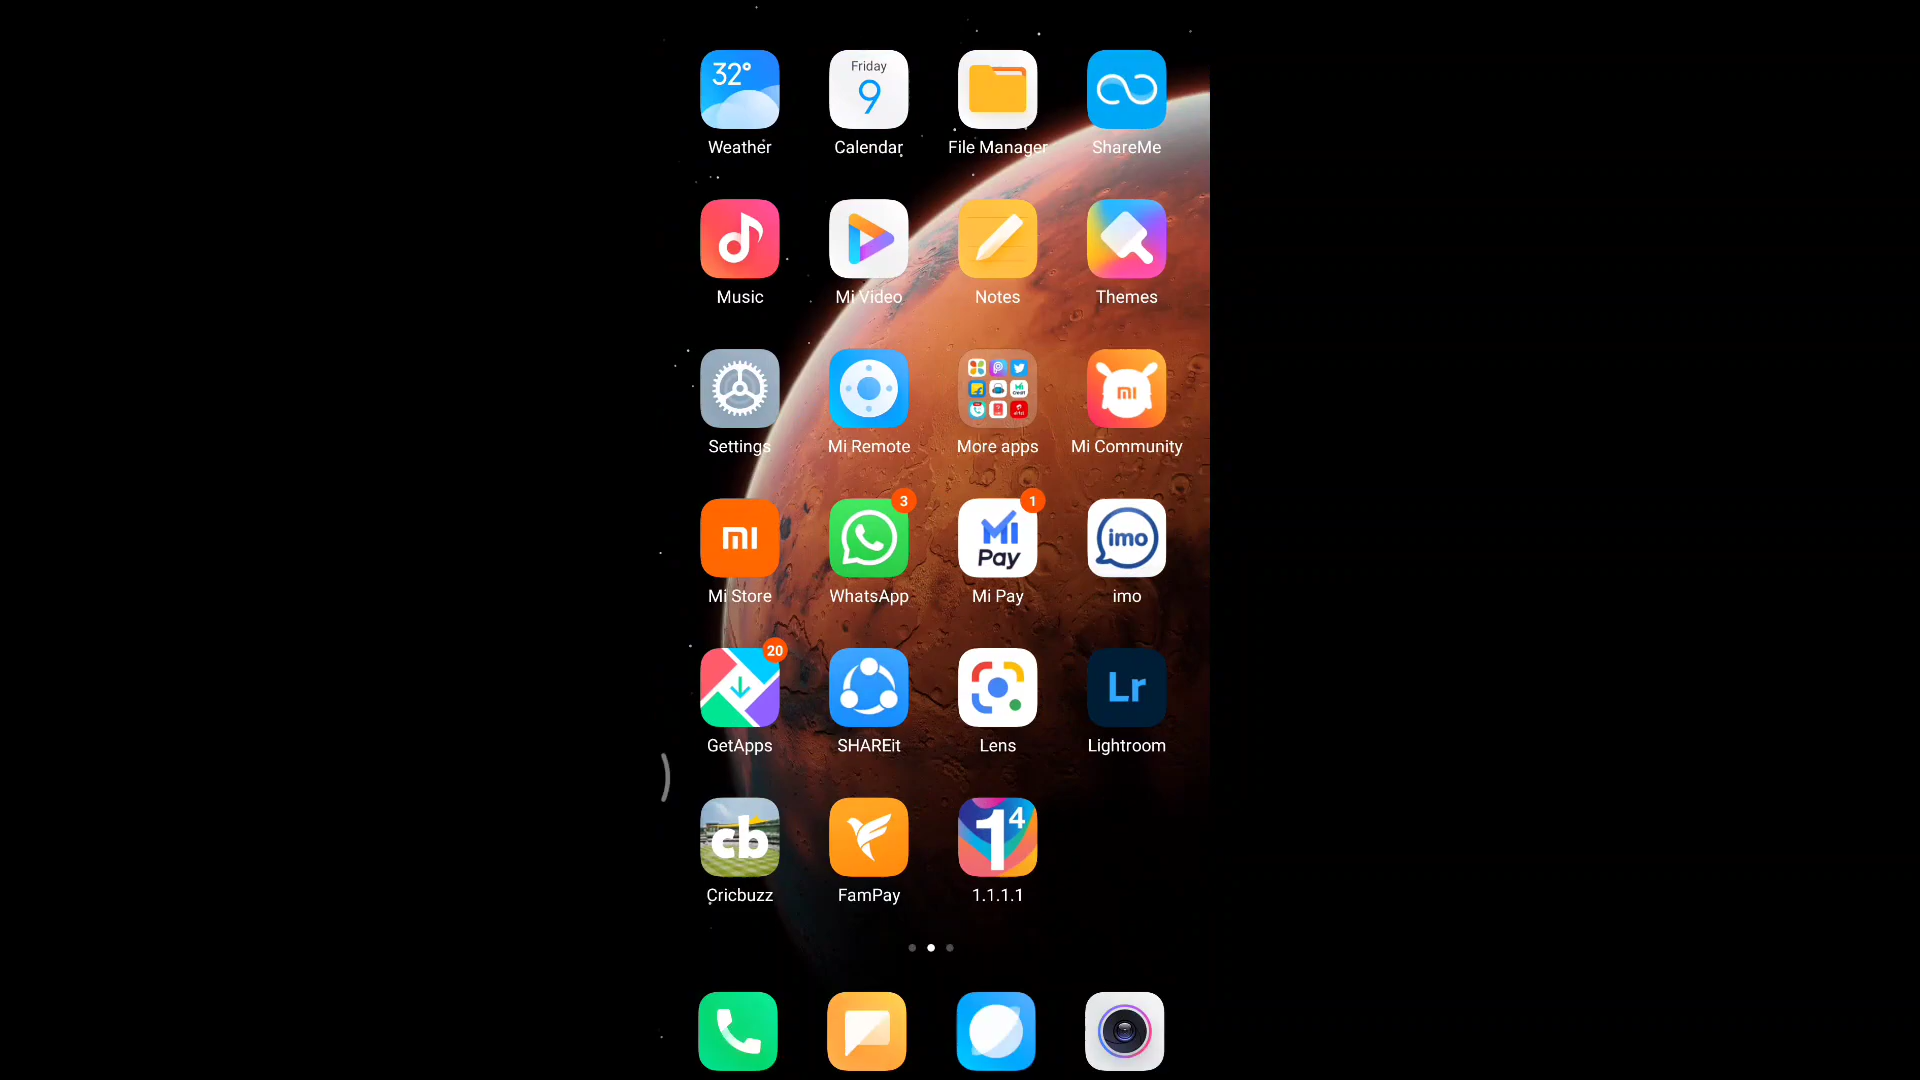 32°
Friday
9
Weather Calendar File Manager ShareMe
Music Mi Video Notes Themes
Settings Mi Remote More apps Mi Community
3
1
mi
Mi
Pay
imo
Mi Store WhatsApp Mi Pay imo
20
Lr
GetApps SHAREit Lens Lightroom
cb
14
Cricbuzz FamPay 1.1.1.1